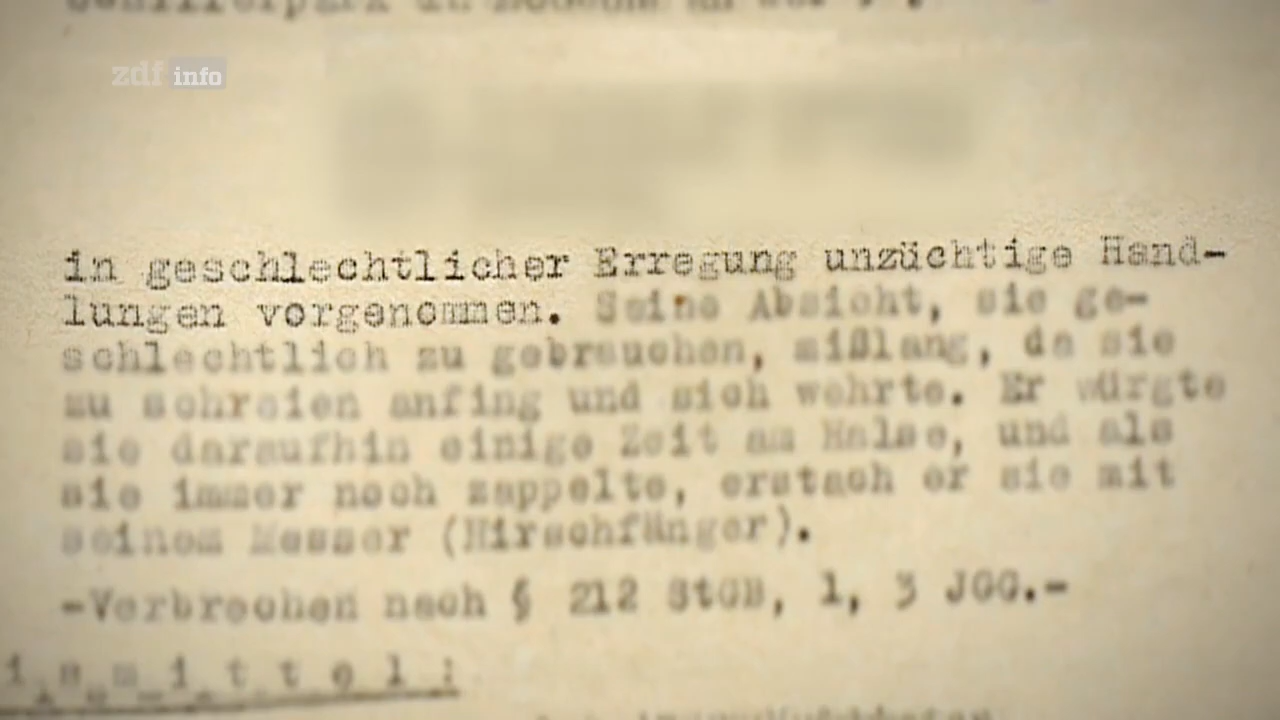 zdf info
in geschlechtlicher Erregung unzüchtige Hand-
lungen vorgenommen. Seine Absicht, sie ge-
schlechtlich zu gebrauchen, mißlang, da sie
zu schreien anfing und sich wehrte. Er würgte
sie daraufhin einige Zeit am Halse, und als
sie immer noch zappelte, erstach er sie mit
seinem Messer (Hirschfänger).
-Verbrechen nach § 212 StGB, 1, 3 JGG.-
i s m i t t e l :